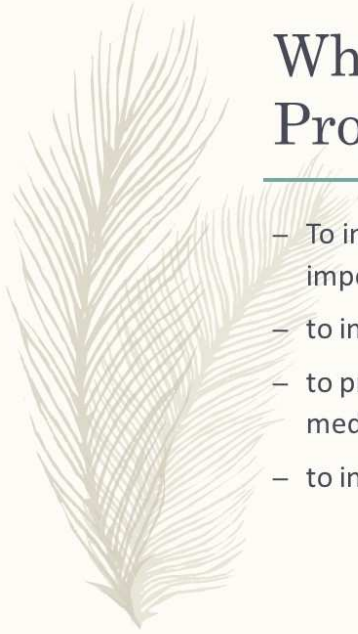 Wh
Pro
– To in
impo
– to in
– to pr
med
– to in